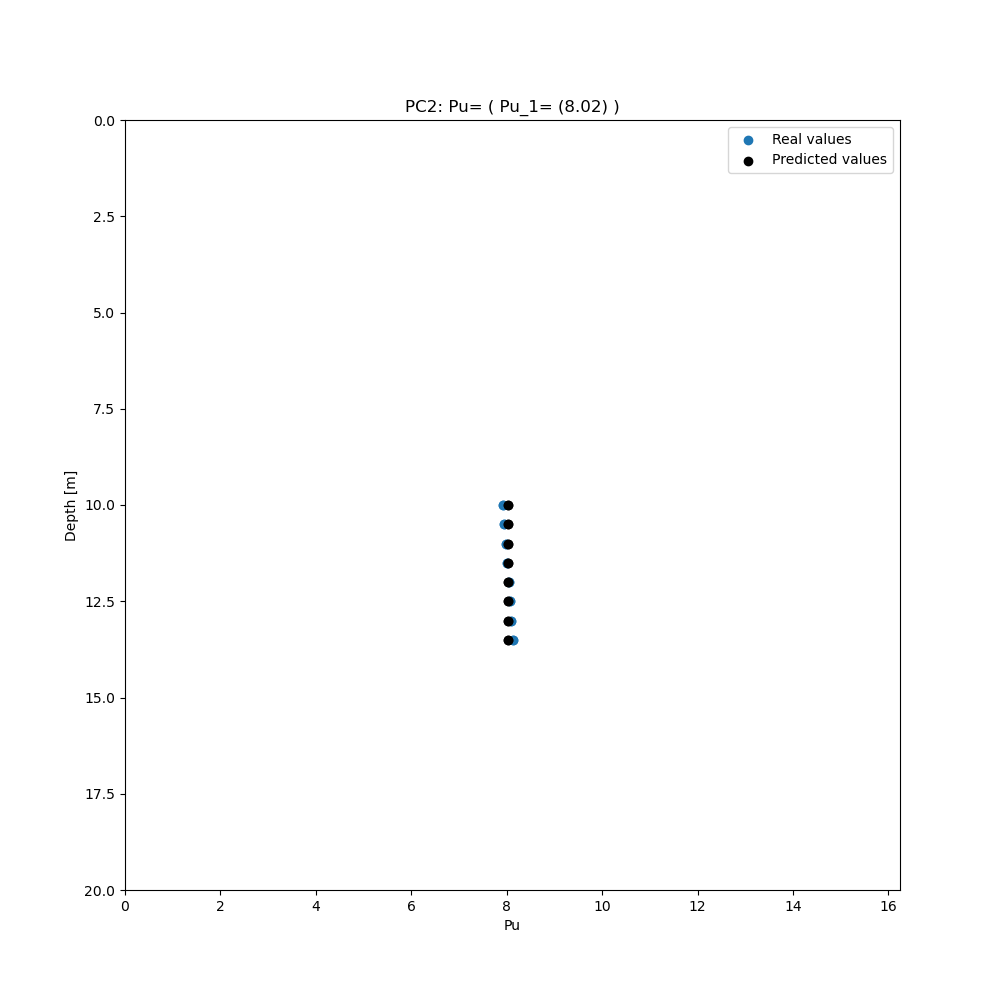 PC2: Pu= ( Pu_1= (8.02) )
Real values
Predicted values
0.0
2.5
5.0
7.5
10.0
12.5
15.0
17.5
20.0
Depth [m]
0 2 4 6 8 10 12 14 16
Pu